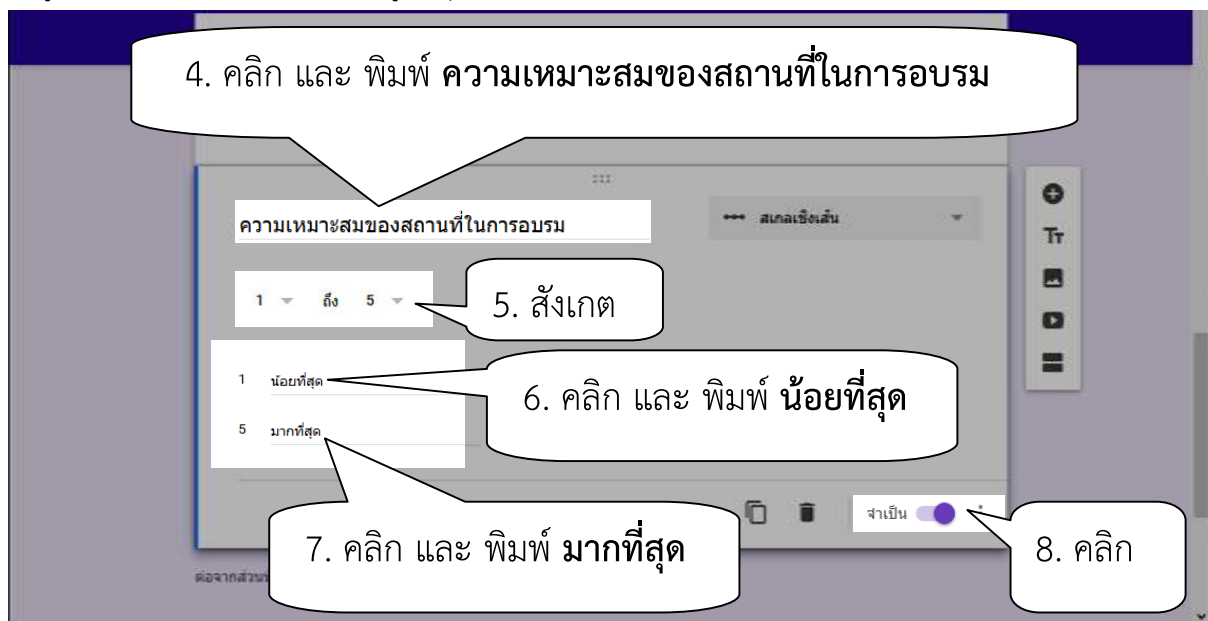 4. คลิก และ พิมพ์ ความเหมาะสมของสถานที่ในการอบรม
ความเหมาะสมของสถานที่ในการอบรม
สเกลเชิงเส้น
Tт
1 ถึง 5
5. สังเกต
1 น้อยที่สุด
6. คลิก และ พิมพ์ น้อยที่สุด
5 มากที่สุด
7. คลิก และ พิมพ์ มากที่สุด
จำเป็น
8. คลิก